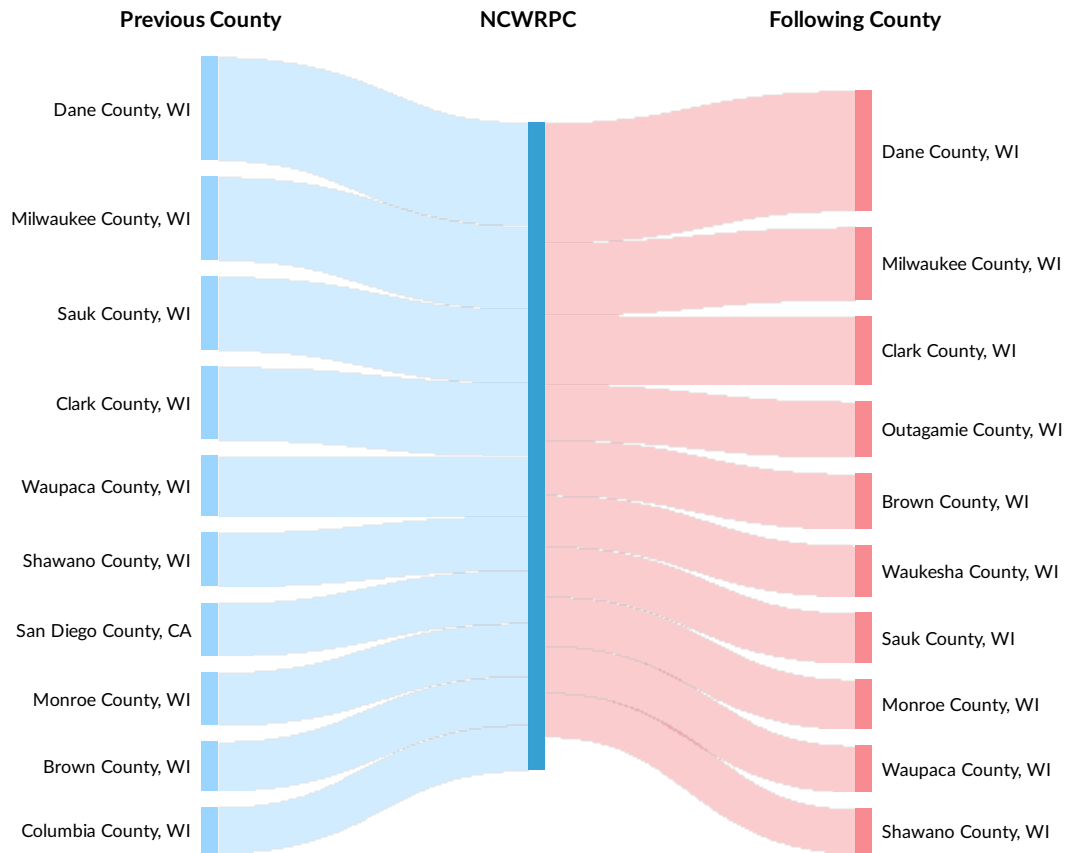 Previous County
NCWRPC
Following County
Dane County, WI
Milwaukee County, WI
Sauk County, WI
Clark County, WI
Waupaca County, WI
Shawano County, WI
San Diego County, CA
Monroe County, WI
Brown County, WI
Columbia County, WI
Dane County, WI
Milwaukee County, WI
Clark County, WI
Outagamie County, WI
Brown County, WI
Waukesha County, WI
Sauk County, WI
Monroe County, WI
Waupaca County, WI
Shawano County, WI